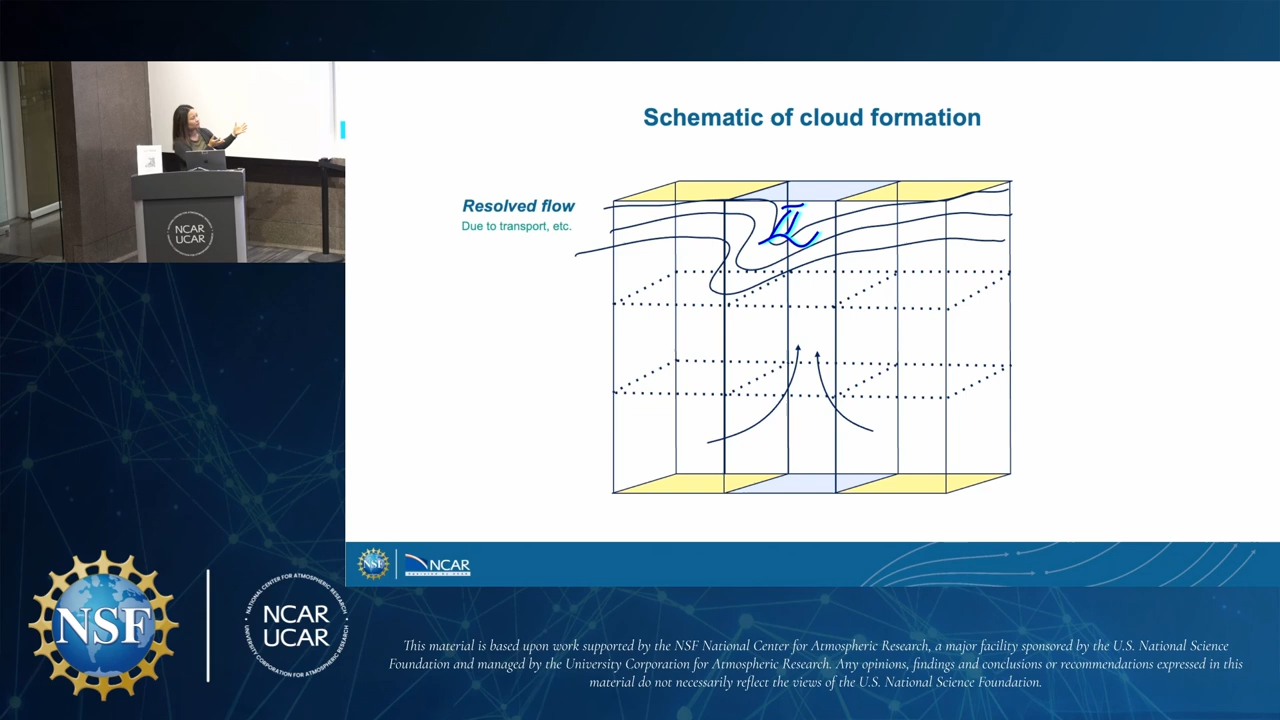 Schematic of cloud formation
Resolved flow
Due to transport, etc.
NCAR
UCAR
NSF
NCAR
NSF
NATIONAL CENTER FOR ATMOSPHERIC RESEARCH
NCAR
UCAR
UNIVERSITY CORPORATION FOR ATMOSPHERIC RESEARCH
This material is based upon work supported by the NSF National Center for Atmospheric Research, a major facility sponsored by the U.S. National Science
Foundation and managed by the University Corporation for Atmospheric Research. Any opinions, findings and conclusions or recommendations expressed in this
material do not necessarily reflect the views of the U.S. National Science Foundation.